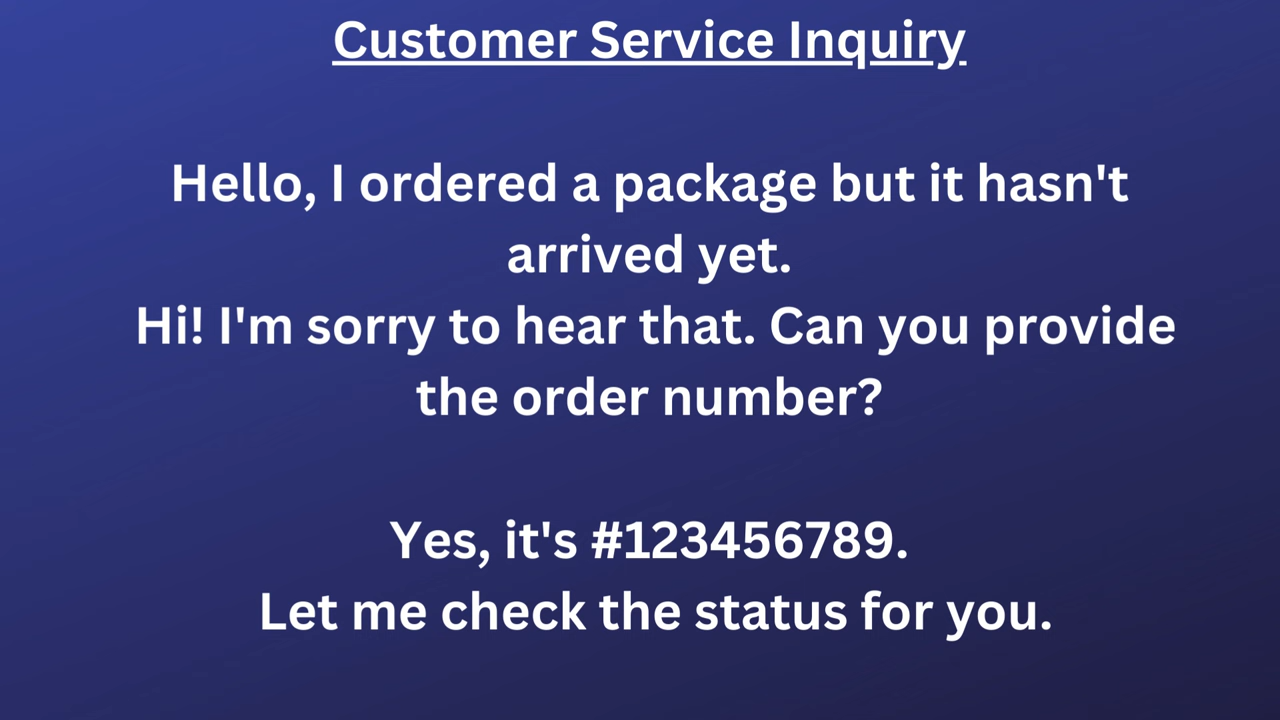 Customer Service Inquiry
Hello, I ordered a package but it hasn't
arrived yet.
Hi! I'm sorry to hear that. Can you provide
the order number?
Yes, it's #123456789.
Let me check the status for you.